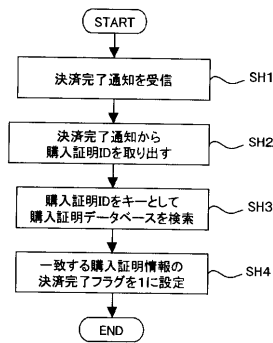 START
決済完了通知を受信
SH1
決済完了通知から
購入証明IDを取り出す
SH2
購入証明IDをキーとして
購入証明データベースを検索
SH3
一致する購入証明情報の
決済完了フラグを1に設定
SH4
END